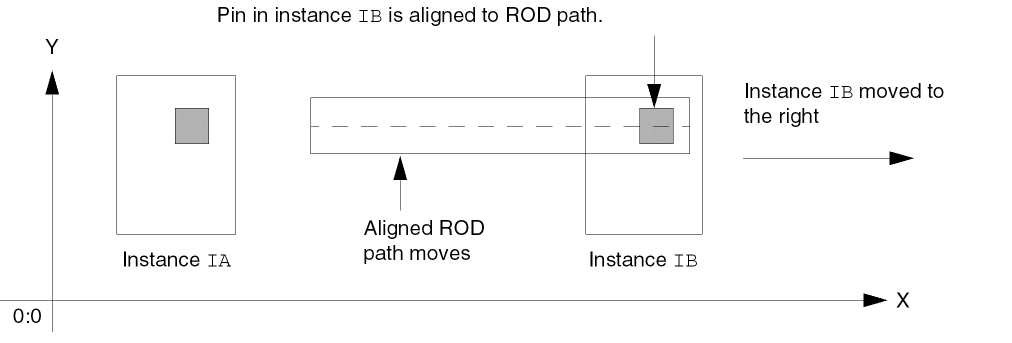 Pin in instance IB is aligned to ROD path.
Y
Instance IB moved to
the right
Aligned ROD
path moves
Instance IA
Instance IB
X
0:0